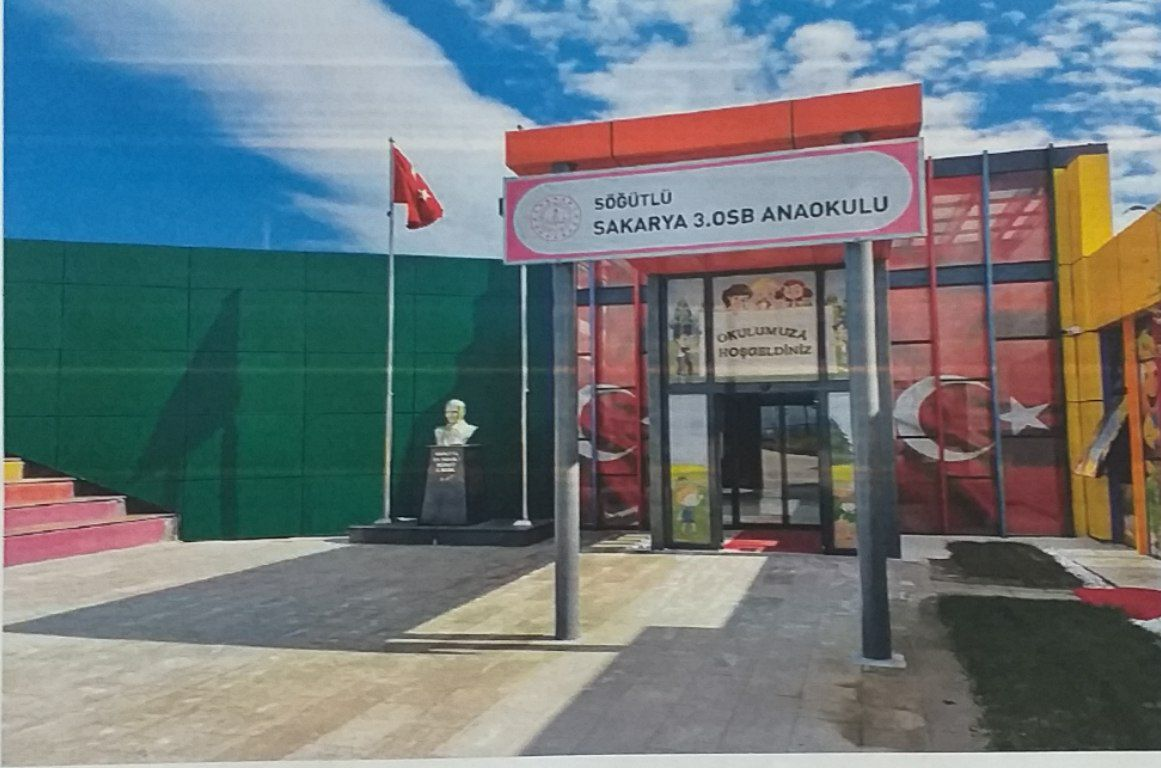 SÖĞÜTLÜ
SAKARYA 3.OSB ANAOKULU
OKULUMUZA
HOŞGELDİNİZ